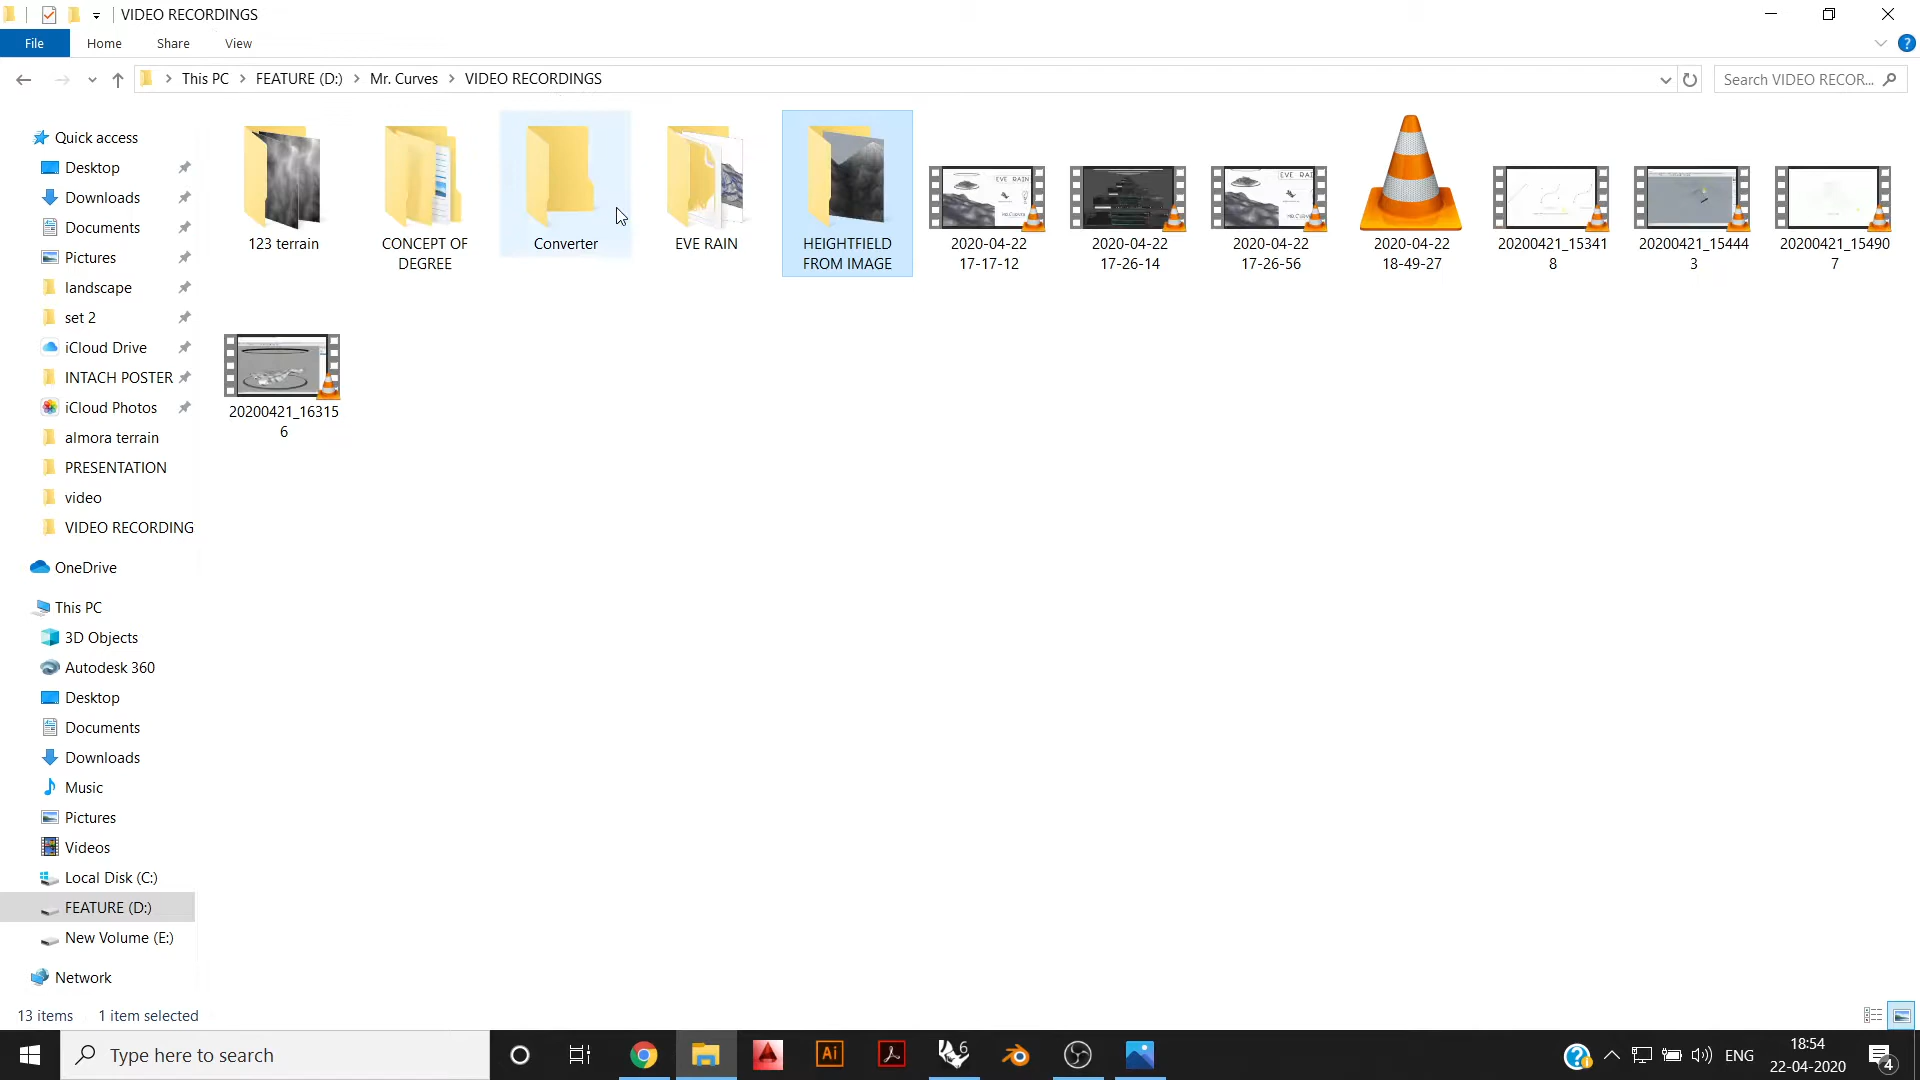 VIDEO RECORDINGS
File Home Share View
This PC FEATURE (D:) Mr. Curves VIDEO RECORDINGS
Search VIDEO RECOR...
Quick access
Desktop
Downloads
Documents
Pictures
landscape
set 2
iCloud Drive
INTACH POSTER
iCloud Photos
almora terrain
PRESENTATION
video
VIDEO RECORDING
OneDrive
This PC
3D Objects
Autodesk 360
Desktop
Documents
Downloads
Music
Pictures
Videos
Local Disk (C:)
FEATURE (D:)
New Volume (E:)
Network
123 terrain
CONCEPT OF
DEGREE
Converter
EVE RAIN
HEIGHTFIELD
FROM IMAGE
EVE RAIN
2020-04-22
17-17-12
2020-04-22
17-26-14
2020-04-22
17-26-56
2020-04-22
18-49-27
20200421_15341
8
20200421_15444
3
20200421_15490
7
20200421_16315
6
13 items 1 item selected
Type here to search
Ai
6
ENG
18:54
22-04-2020
4